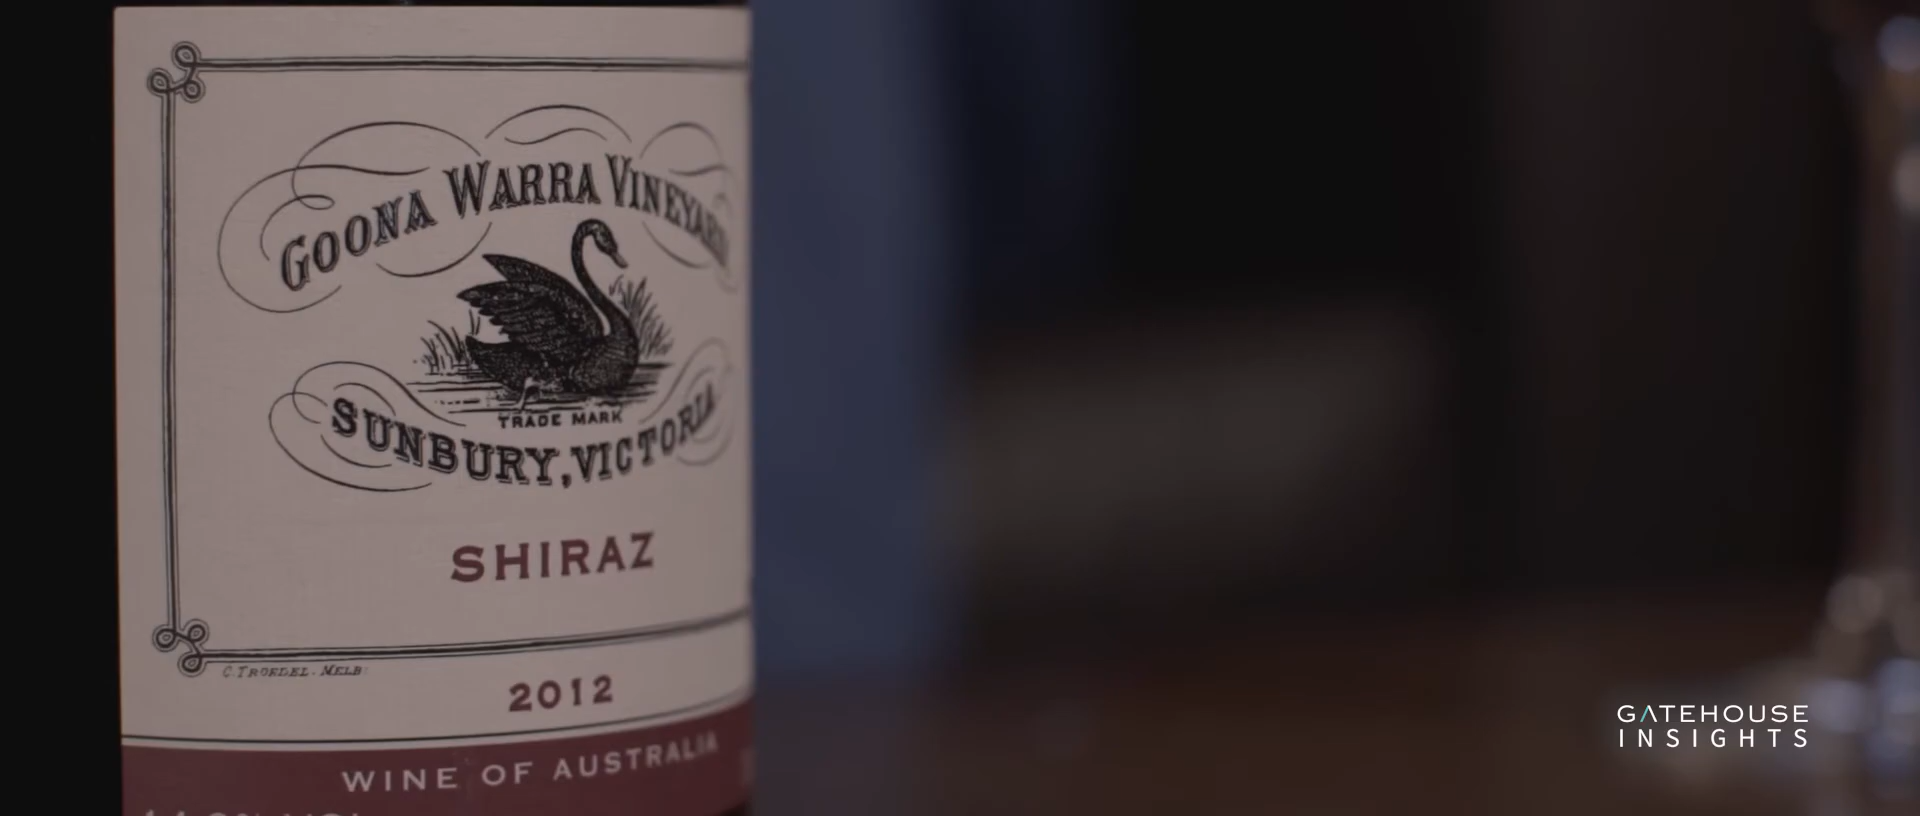 GOONA WARRA VINEYARD
TRADE MARK
SUNBURY, VICTORIA
SHIRAZ
C. TROEDEL. MELB:
2012
WINE OF AUSTRALIA
GATEHOUSE
INSIGHTS